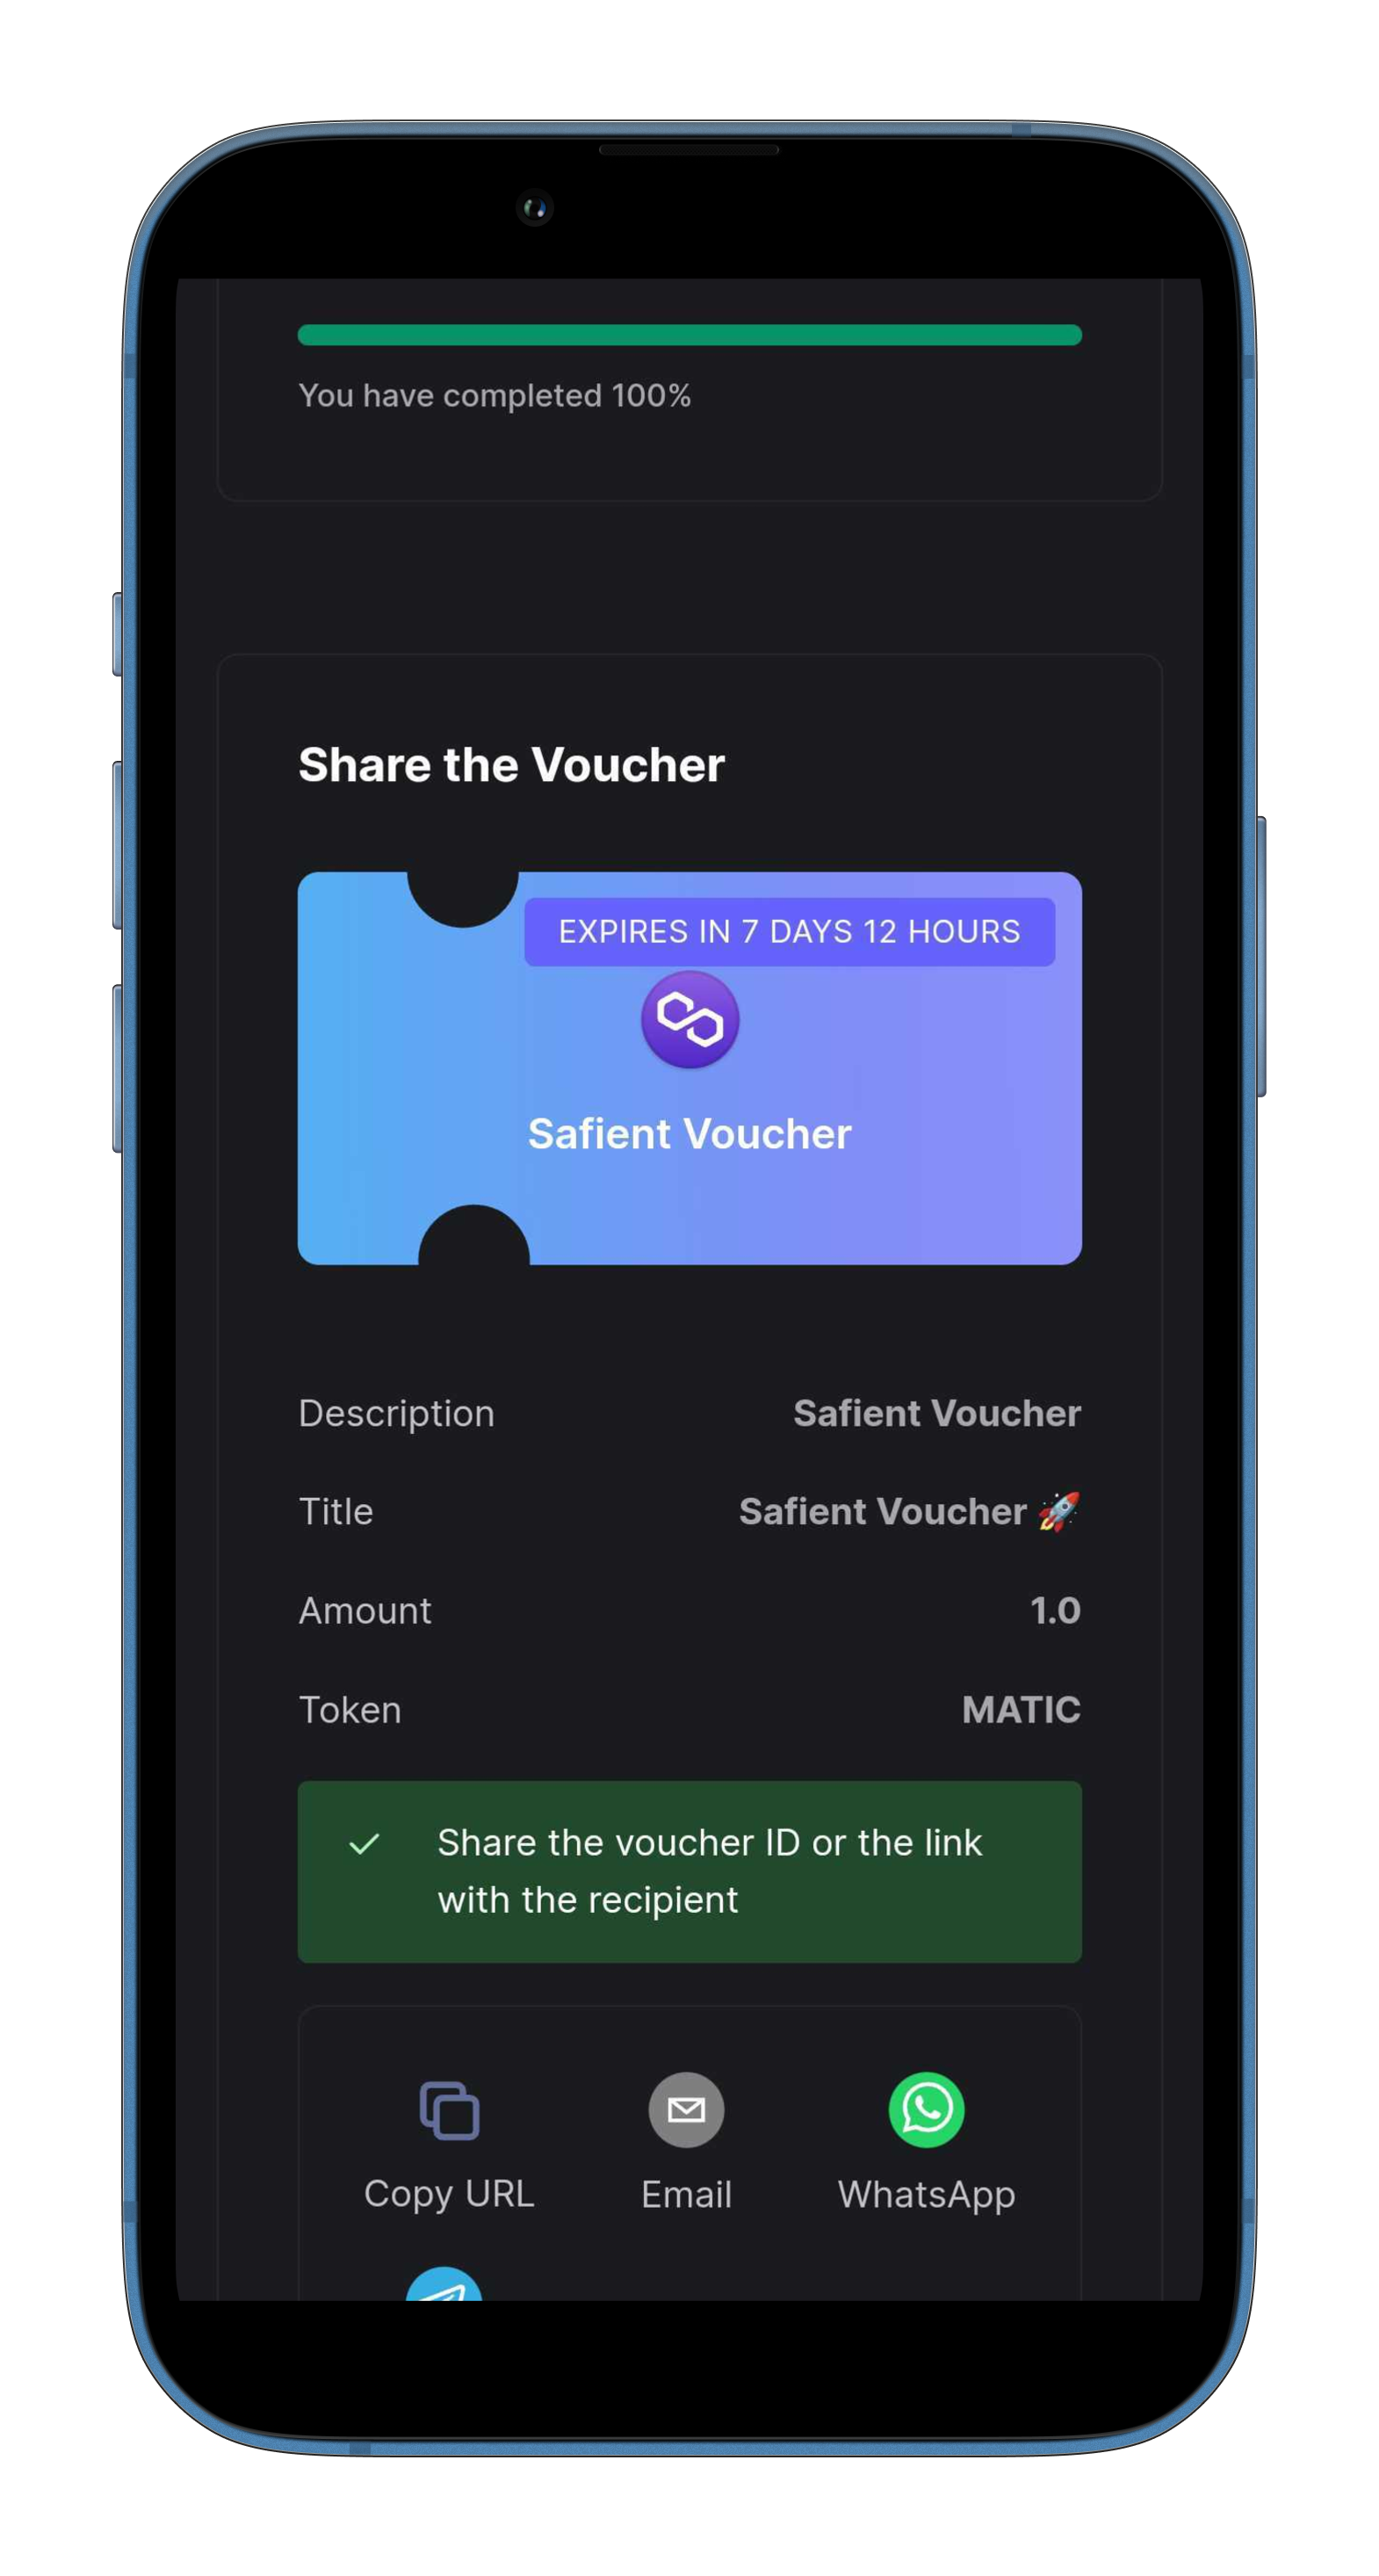 You have completed 100%
Share the Voucher
EXPIRES IN 7 DAYS 12 HOURS
Safient Voucher
Description Safient Voucher
Title Safient Voucher 🚀
Amount 1.0
Token MATIC
Share the voucher ID or the link
with the recipient
Copy URL Email WhatsApp